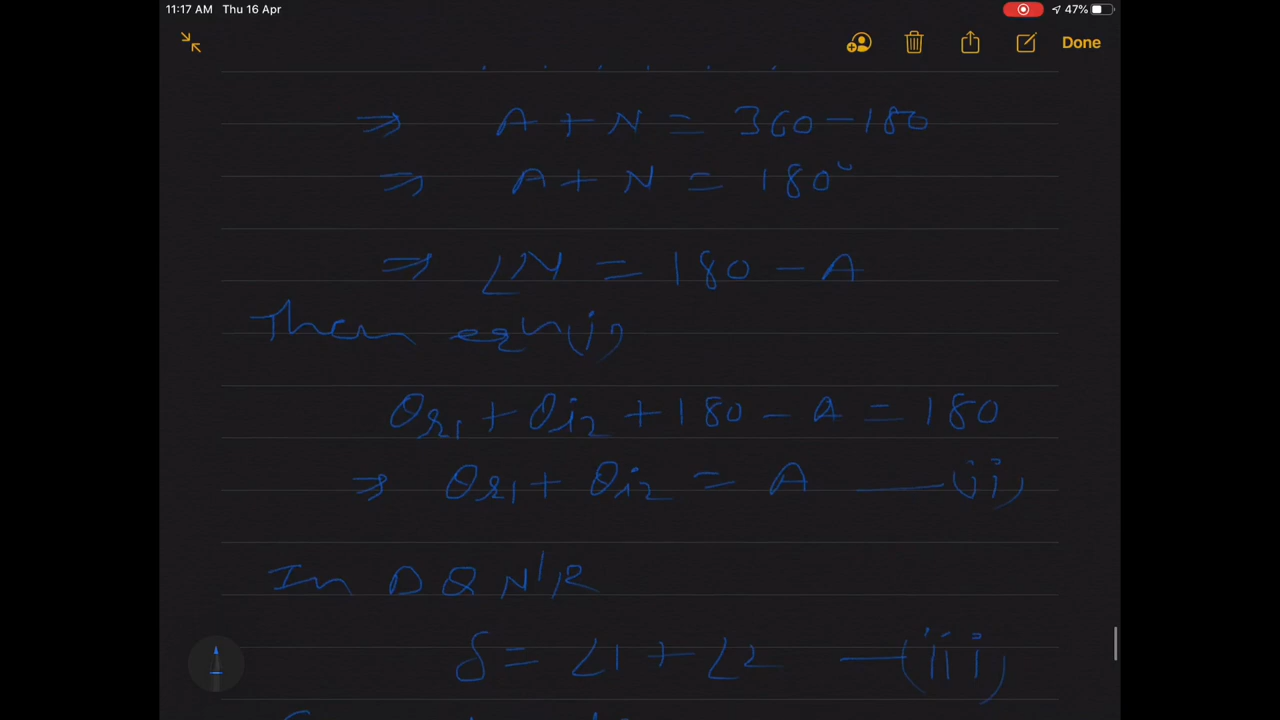 11:17 AM Thu 16 Apr 47%
Done
⇒ A + N = 360 - 180
⇒ A + N = 180°
⇒ ∠N = 180 - A
Then eqn (i)
θr₁ + θi₂ + 180 - A = 180
⇒ θr₁ + θi₂ = A — (ii)
In Δ Q N' R
δ = ∠1 + ∠2 — (iii)